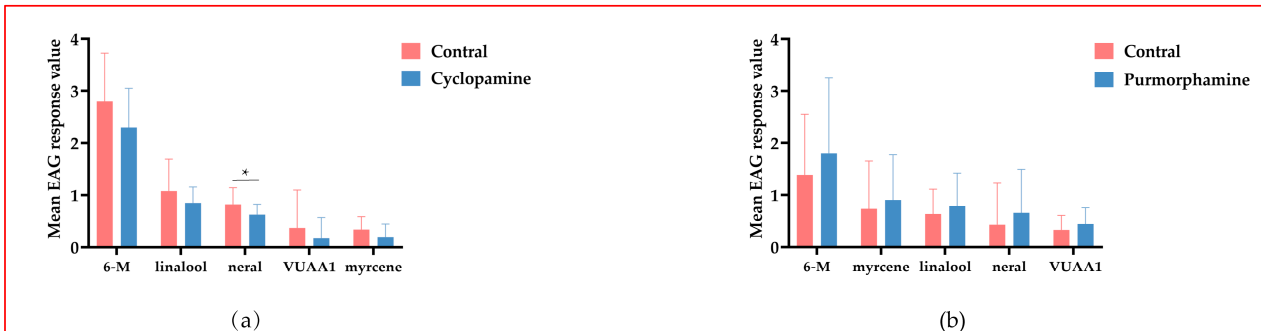 Mean EAG response value
4
3
2
1
0
Contral
Cyclopamine
*
6-M linalool neral VUAA1 myrcene
(a)
Mean EAG response value
4
3
2
1
0
Contral
Purmorphamine
6-M myrcene linalool neral VUAA1
(b)